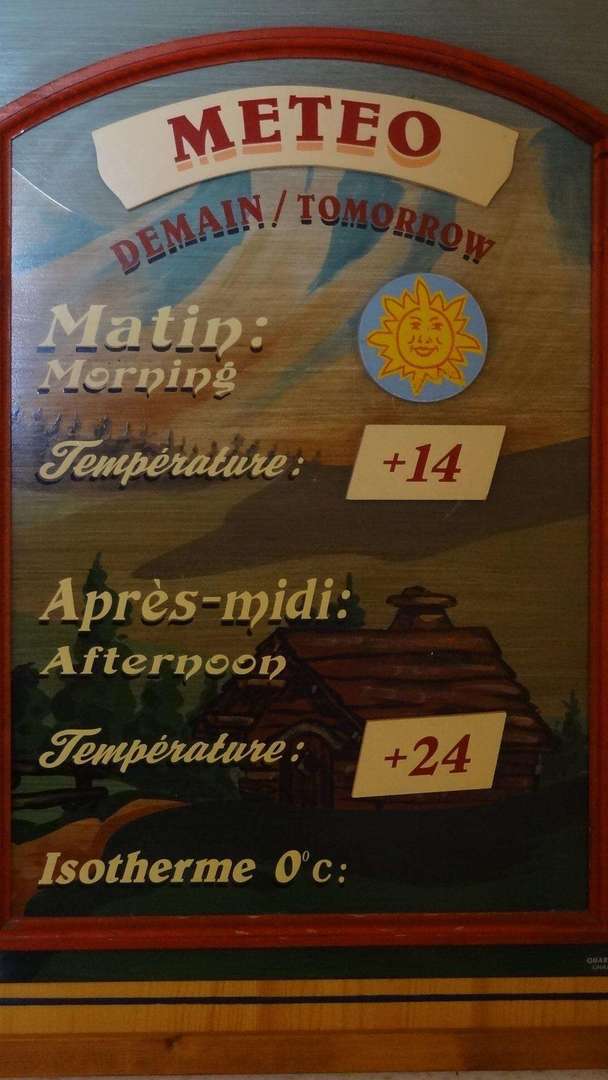 METEO
DEMAIN / TOMORROW
Matin:
Morning
Température: +14
Après-midi:
Afternoon
Température: +24
Isotherme 0°C: